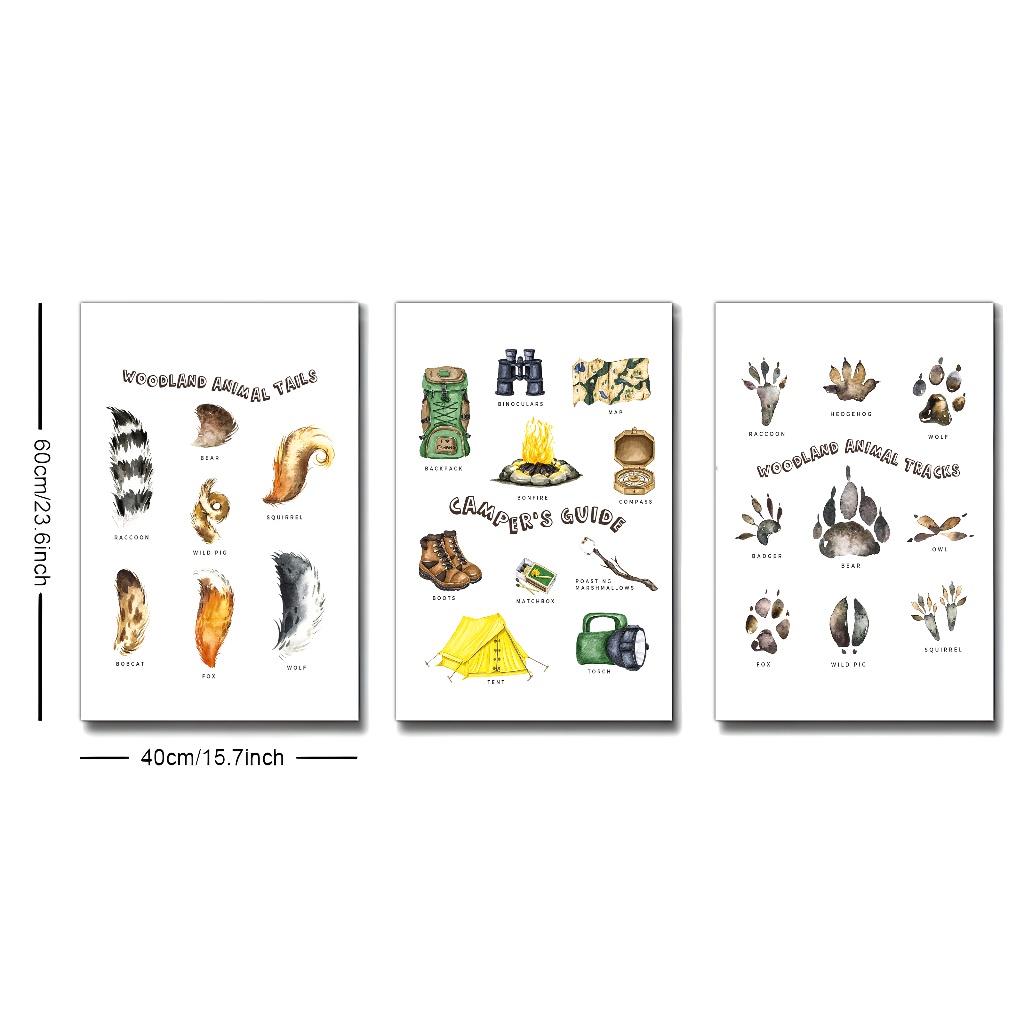 60cm/23.6inch
40cm/15.7inch
WOODLAND ANIMAL TAILS
RACCOON
BEAR
SQUIRREL
WILD PIG
BOBCAT
FOX
WOLF
BACKPACK
BINOCULARS
MAP
BONFIRE
COMPASS
CAMPER'S GUIDE
BOOTS
MATCHBOX
ROASTING
MARSHMALLOWS
TENT
TORCH
RACCOON
HEDGEHOG
WOLF
WOODLAND ANIMAL TRACKS
BADGER
BEAR
OWL
FOX
WILD PIG
SQUIRREL